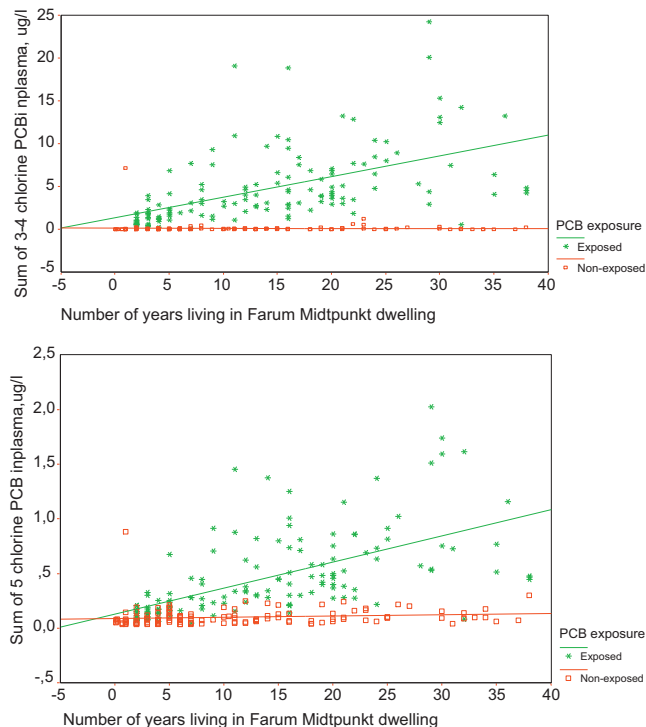 25
20
15
10
5
0
-5
Sum of 3-4 chlorine PCBi nplasma, ug/l
-5 0 5 10 15 20 25 30 35 40
Number of years living in Farum Midtpunkt dwelling
PCB exposure
Exposed
Non-exposed
2,5
2,0
1,5
1,0
,5
0,0
-,5
Sum of 5 chlorine PCB inplasma,ug/l
-5 0 5 10 15 20 25 30 35 40
Number of years living in Farum Midtpunkt dwelling
PCB exposure
Exposed
Non-exposed